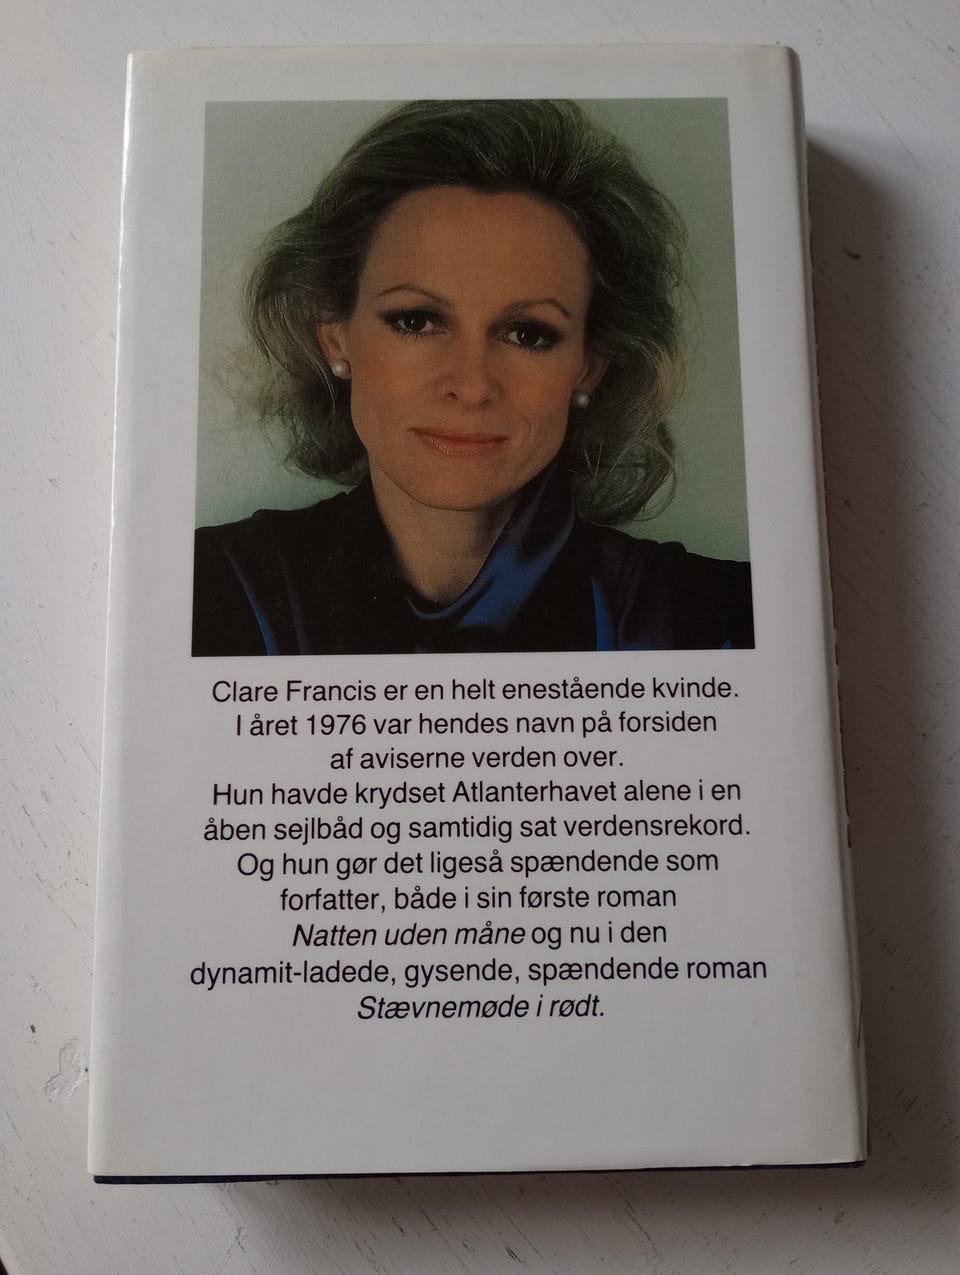 Clare Francis er en helt enestående kvinde.
I året 1976 var hendes navn på forsiden
af aviserne verden over.
Hun havde krydset Atlanterhavet alene i en
åben sejlbåd og samtidig sat verdensrekord.
Og hun gør det ligeså spændende som
forfatter, både i sin første roman
Natten uden måne og nu i den
dynamit-ladede, gysende, spændende roman
Stævnemøde i rødt.